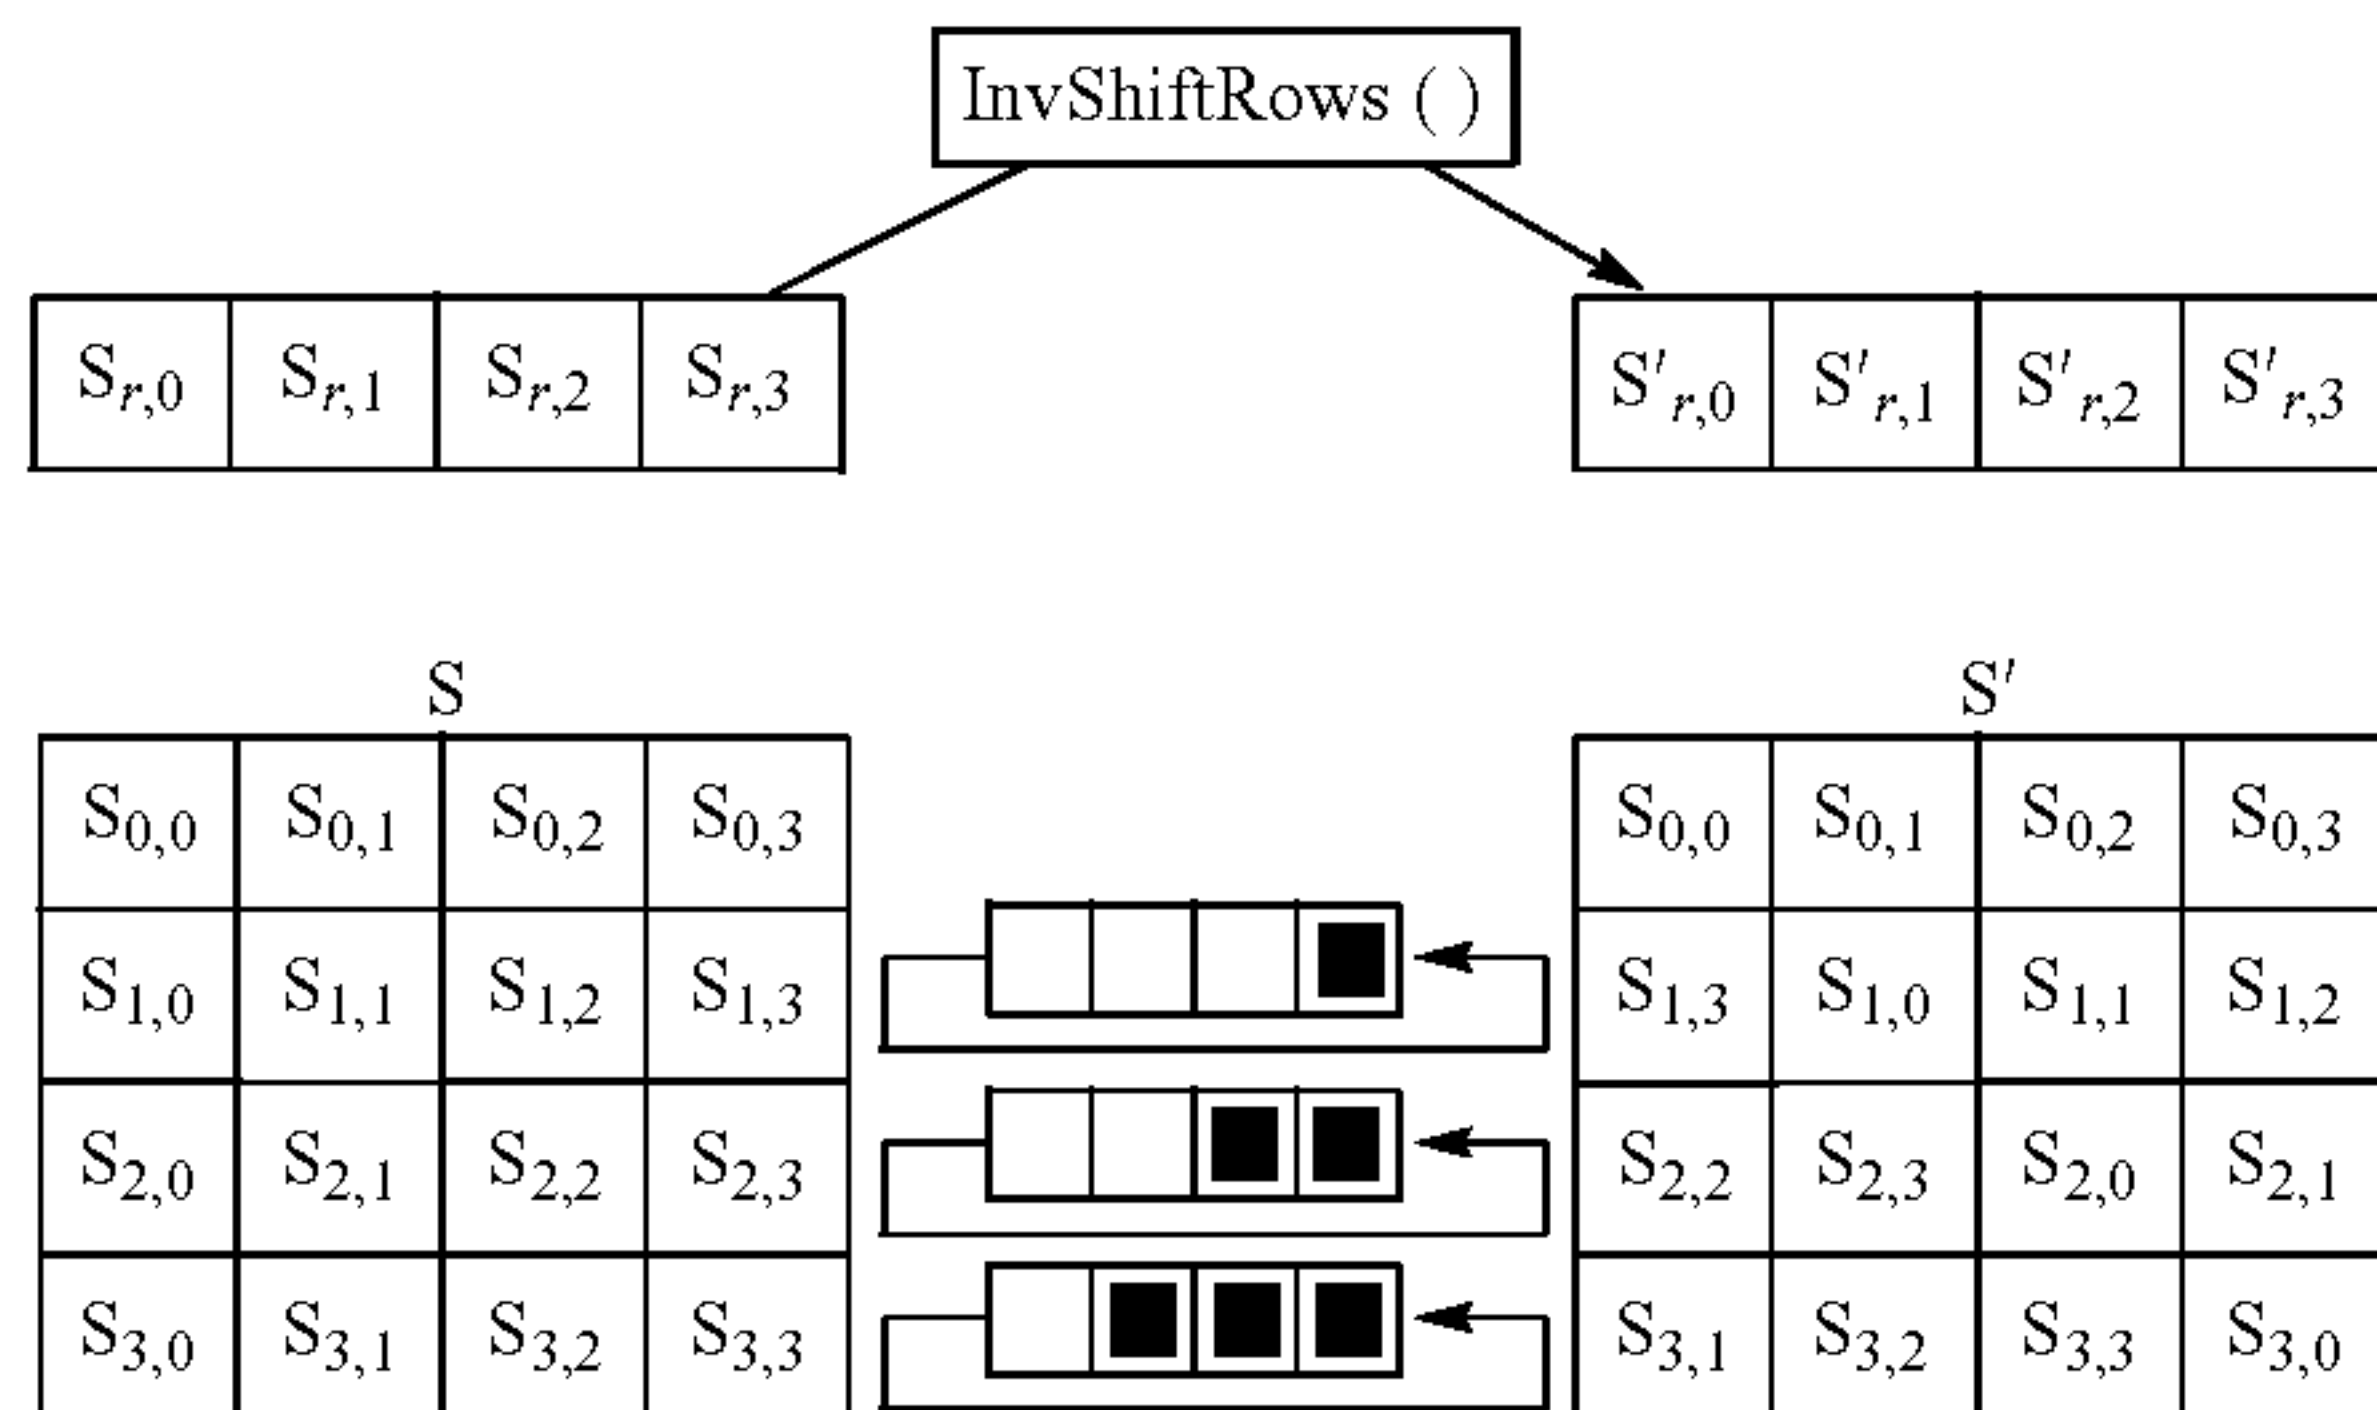 InvShiftRows ( )
S_{r,0} S_{r,1} S_{r,2} S_{r,3} S'_{r,0} S'_{r,1} S'_{r,2} S'_{r,3}
S S'
S_{0,0} S_{0,1} S_{0,2} S_{0,3} S_{0,0} S_{0,1} S_{0,2} S_{0,3}
S_{1,0} S_{1,1} S_{1,2} S_{1,3} S_{1,3} S_{1,0} S_{1,1} S_{1,2}
S_{2,0} S_{2,1} S_{2,2} S_{2,3} S_{2,2} S_{2,3} S_{2,0} S_{2,1}
S_{3,0} S_{3,1} S_{3,2} S_{3,3} S_{3,1} S_{3,2} S_{3,3} S_{3,0}